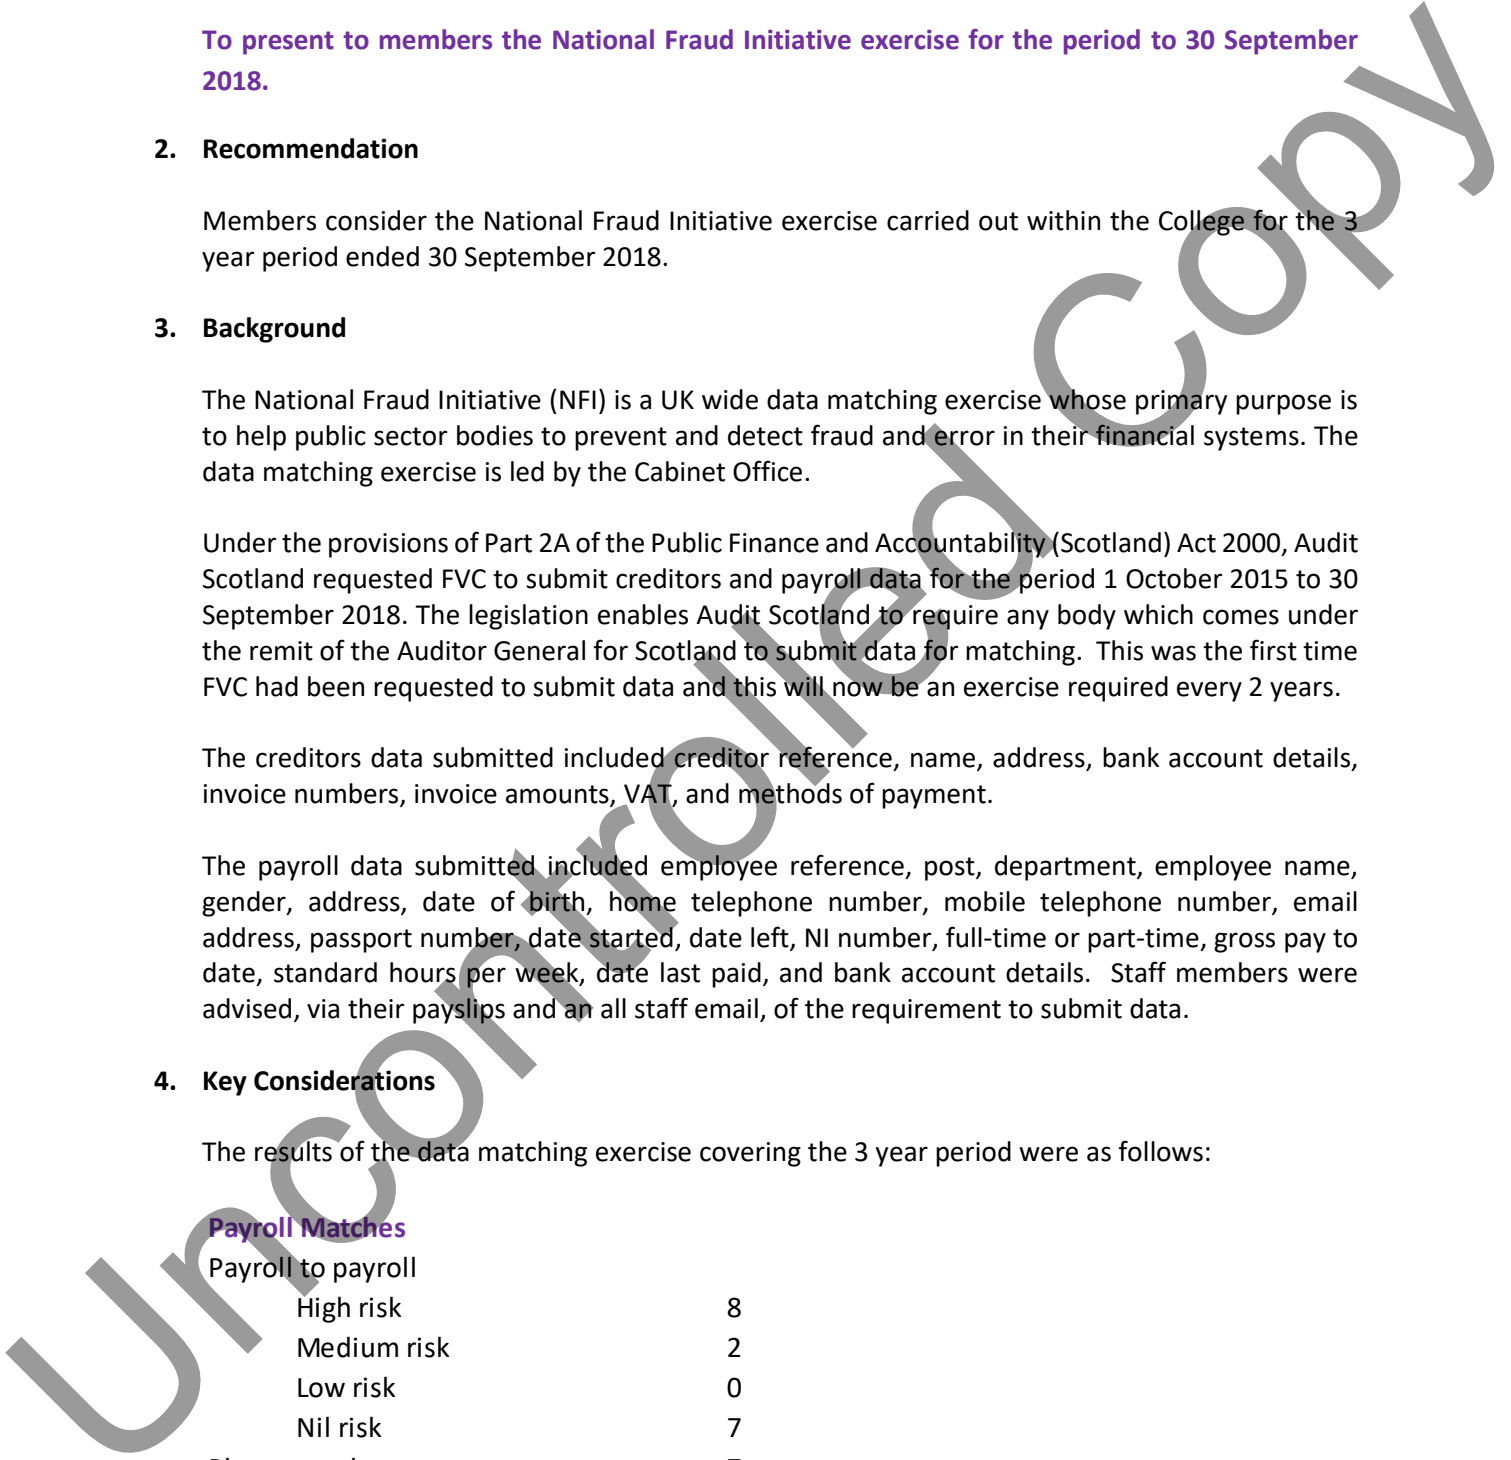 To present to members the National Fraud Initiative exercise for the period to 30 September
2018.
2. Recommendation
Members consider the National Fraud Initiative exercise carried out within the College for the 3
year period ended 30 September 2018.
3. Background
The National Fraud Initiative (NFI) is a UK wide data matching exercise whose primary purpose is
to help public sector bodies to prevent and detect fraud and error in their financial systems. The
data matching exercise is led by the Cabinet Office.
Under the provisions of Part 2A of the Public Finance and Accountability (Scotland) Act 2000, Audit
Scotland requested FVC to submit creditors and payroll data for the period 1 October 2015 to 30
September 2018. The legislation enables Audit Scotland to require any body which comes under
the remit of the Auditor General for Scotland to submit data for matching. This was the first time
FVC had been requested to submit data and this will now be an exercise required every 2 years.
The creditors data submitted included creditor reference, name, address, bank account details,
invoice numbers, invoice amounts, VAT, and methods of payment.
The payroll data submitted included employee reference, post, department, employee name,
gender, address, date of birth, home telephone number, mobile telephone number, email
address, passport number, date started, date left, NI number, full-time or part-time, gross pay to
date, standard hours per week, date last paid, and bank account details. Staff members were
advised, via their payslips and an all staff email, of the requirement to submit data.
4. Key Considerations
The results of the data matching exercise covering the 3 year period were as follows:
Payroll Matches
Payroll to payroll
High risk 8
Medium risk 2
Low risk 0
Nil risk 7
Uncontrolled Copy